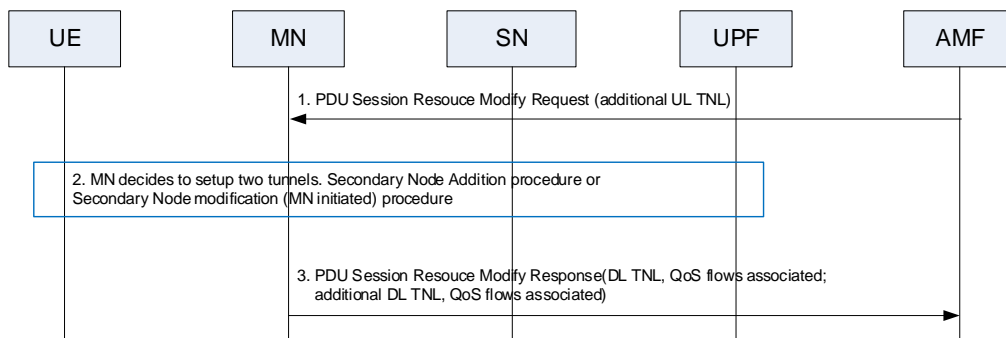 UE
MN
SN
UPF
AMF
1. PDU Session Resouce Modify Request (additional UL TNL)
2. MN decides to setup two tunnels. Secondary Node Addition procedure or
Secondary Node modification (MN initiated) procedure
3. PDU Session Resouce Modify Response(DL TNL, QoS flows associated;
additional DL TNL, QoS flows associated)